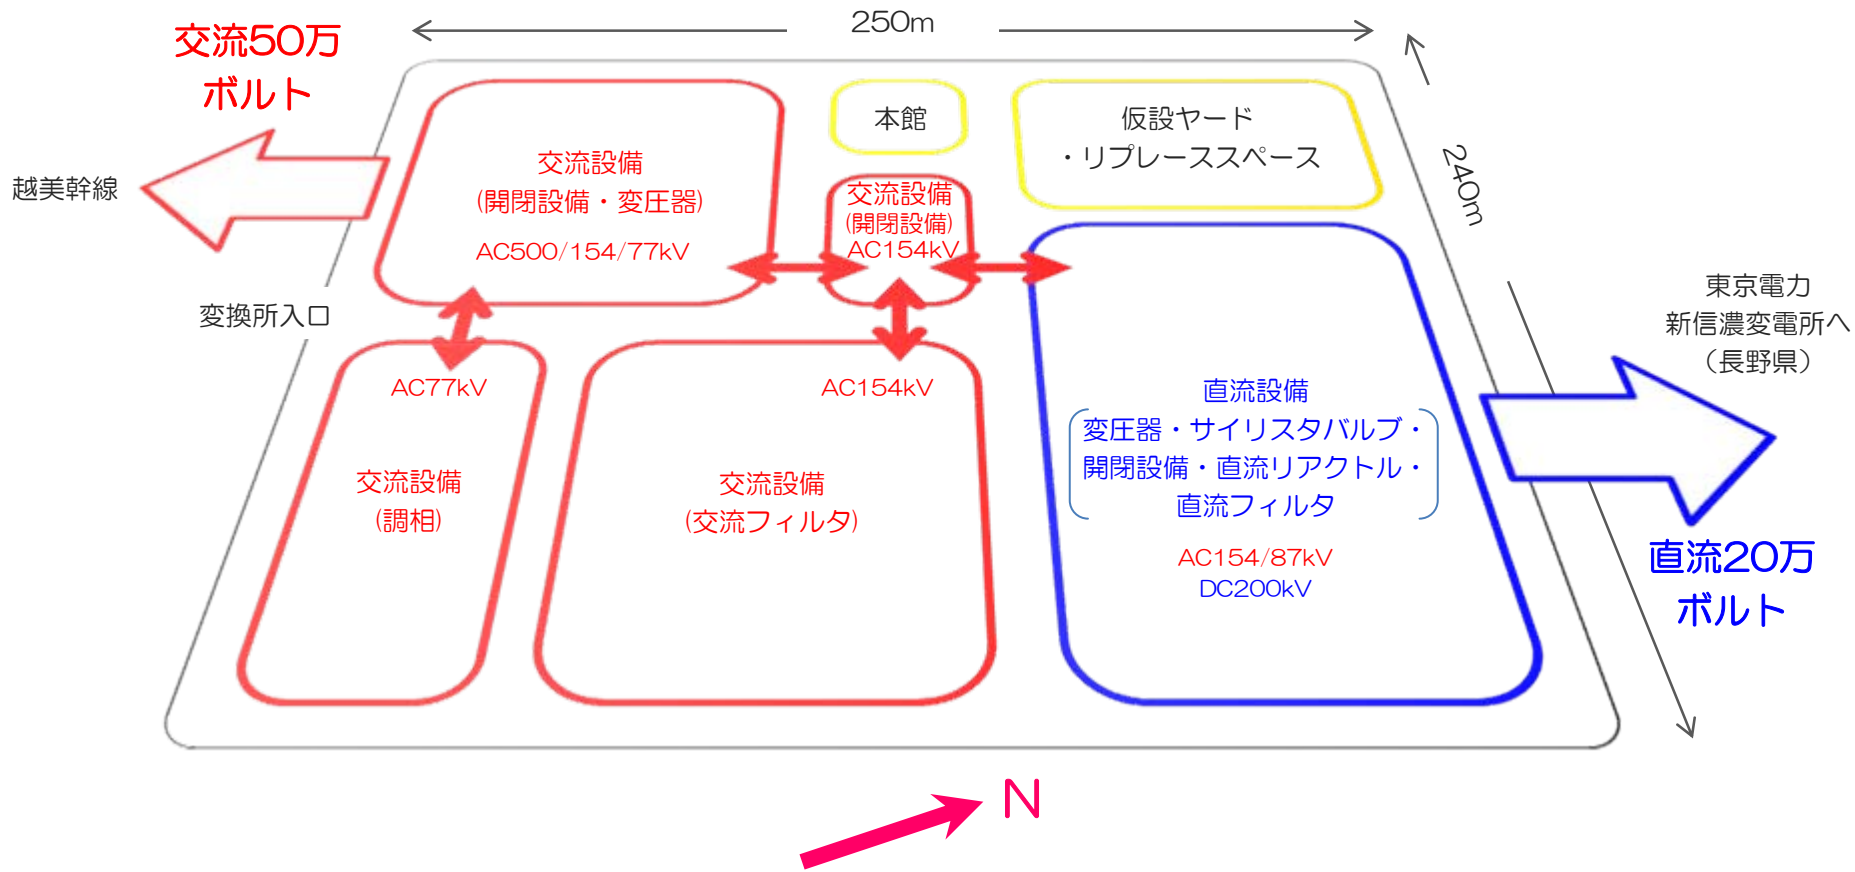 250m
交流50万
ボルト
本館
仮設ヤード
・リプレーススペース
240m
交流設備
(開閉設備・変圧器)
AC500/154/77kV
交流設備
(開閉設備)
AC154kV
越美幹線
変換所入口
東京電力
新信濃変電所へ
（長野県）
AC77kV
交流設備
(調相)
AC154kV
交流設備
(交流フィルタ)
直流設備
変圧器・サイリスタバルブ・
開閉設備・直流リアクトル・
直流フィルタ
AC154/87kV
DC200kV
直流20万
ボルト
N